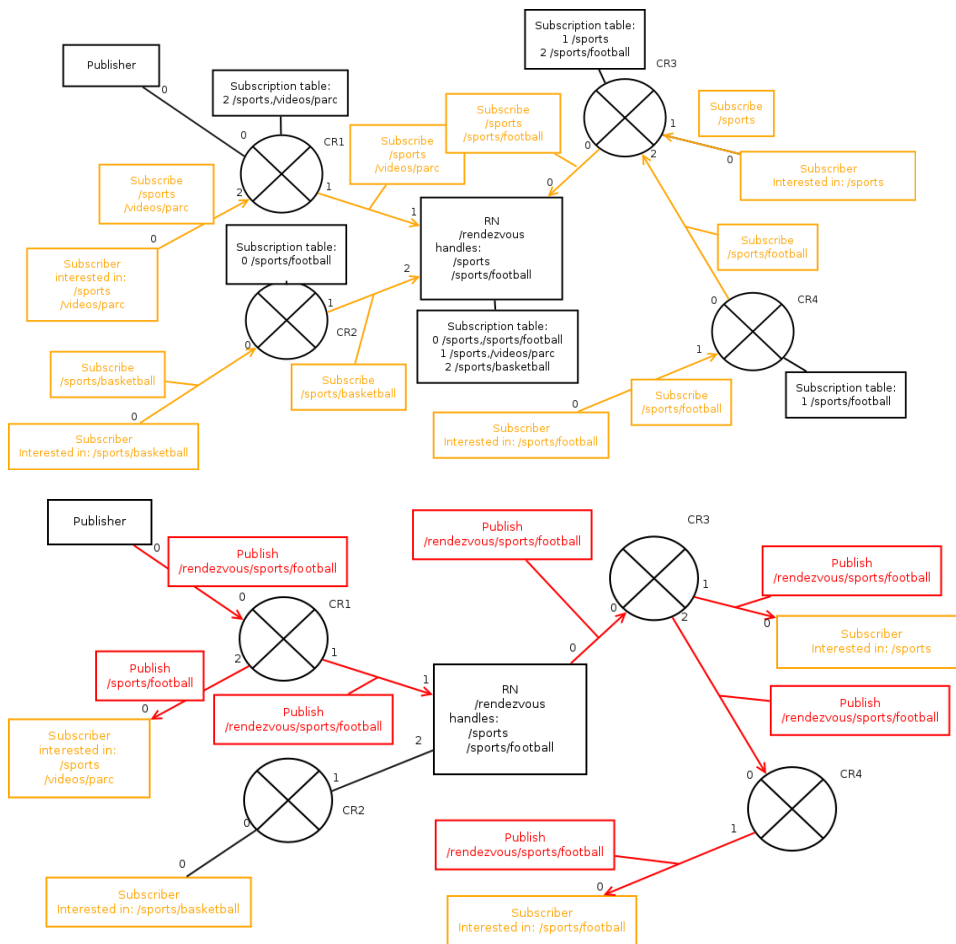 Publisher
0
Subscription table:
2 /sports,/videos/parc
0
CR1
2
1
Subscribe
/sports
/videos/parc
0
Subscriber
interested in:
/sports
/videos/parc
Subscribe
/sports
/videos/parc
Subscribe
/sports
/sports/football
Subscription table:
1 /sports
2 /sports/football
CR3
1
0
2
Subscribe
/sports
0
Subscriber
Interested in: /sports
0
1
2
RN
/rendezvous
handles:
/sports
/sports/football
Subscription table:
0 /sports,/sports/football
1 /sports,/videos/parc
2 /sports/basketball
Subscription table:
0 /sports/football
1
CR2
0
Subscribe
/sports/basketball
Subscribe
/sports/basketball
0
Subscriber
Interested in: /sports/basketball
Subscribe
/sports/football
0
CR4
1
Subscribe
/sports/football
0
Subscriber
Interested in: /sports/football
Subscription table:
1 /sports/football
Publisher
0
Publish
/rendezvous/sports/football
0
CR1
2
1
Publish
/sports/football
0
Subscriber
interested in:
/sports
/videos/parc
Publish
/rendezvous/sports/football
Publish
/rendezvous/sports/football
CR3
1
0
2
Publish
/rendezvous/sports/football
0
Subscriber
Interested in: /sports
0
1
2
RN
/rendezvous
handles:
/sports
/sports/football
Publish
/rendezvous/sports/football
1
CR2
0
0
Subscriber
Interested in: /sports/basketball
0
CR4
1
Publish
/rendezvous/sports/football
0
Subscriber
Interested in: /sports/football